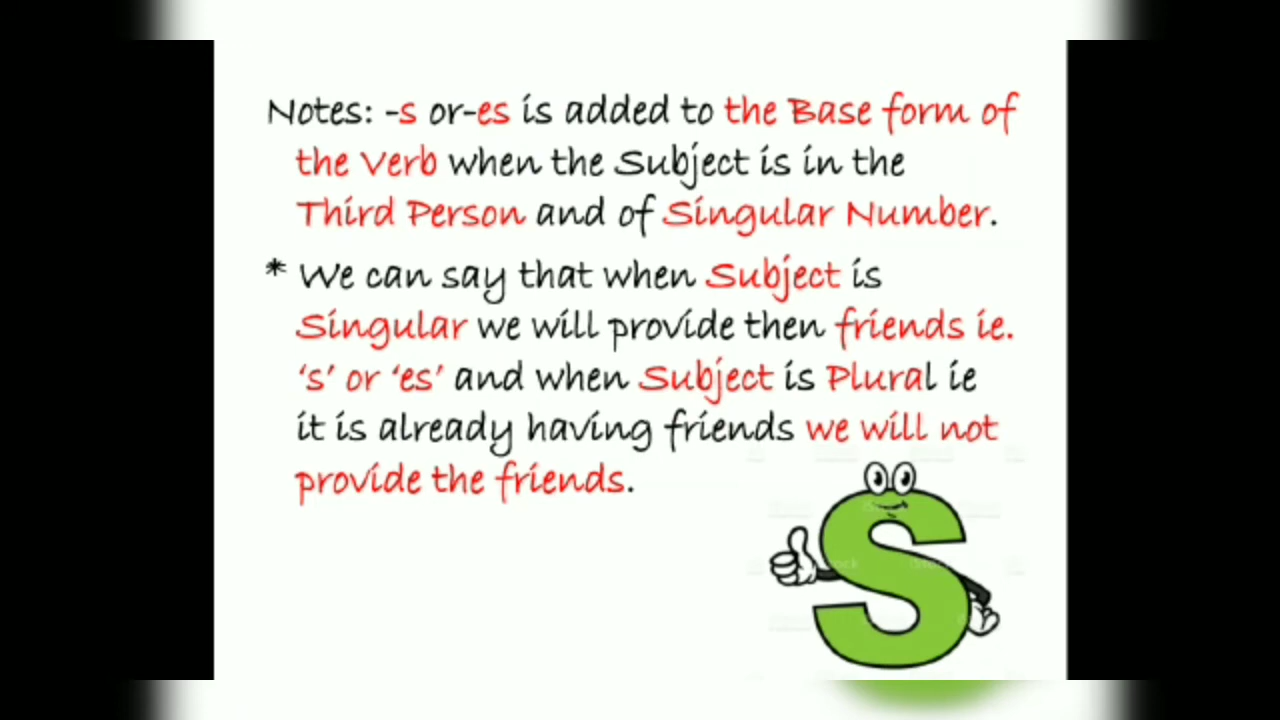 Notes: -s or-es is added to the Base form of
the Verb when the Subject is in the
Third Person and of Singular Number.
* We can say that when Subject is
Singular we will provide then friends ie.
‘s’ or ‘es’ and when Subject is Plural ie
it is already having friends we will not
provide the friends.